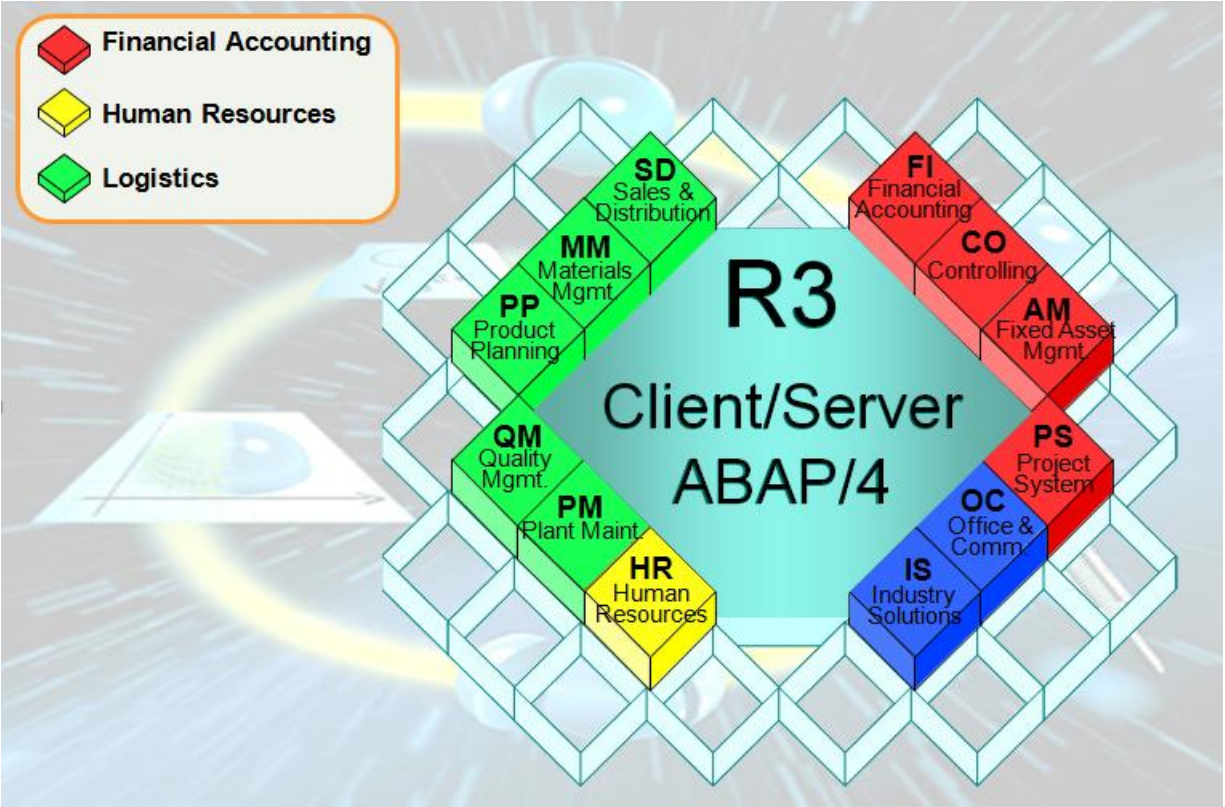 Financial Accounting
Human Resources
Logistics
SD
Sales &
Distribution
MM
Materials
Mgmt.
PP
Product
Planning
QM
Quality
Mgmt.
PM
Plant Maint.
HR
Human
Resources
R3
Client/Server
ABAP/4
FI
Financial
Accounting
CO
Controlling
AM
Fixed Asset
Mgmt.
PS
Project
System
OC
Office &
Comm.
IS
Industry
Solutions